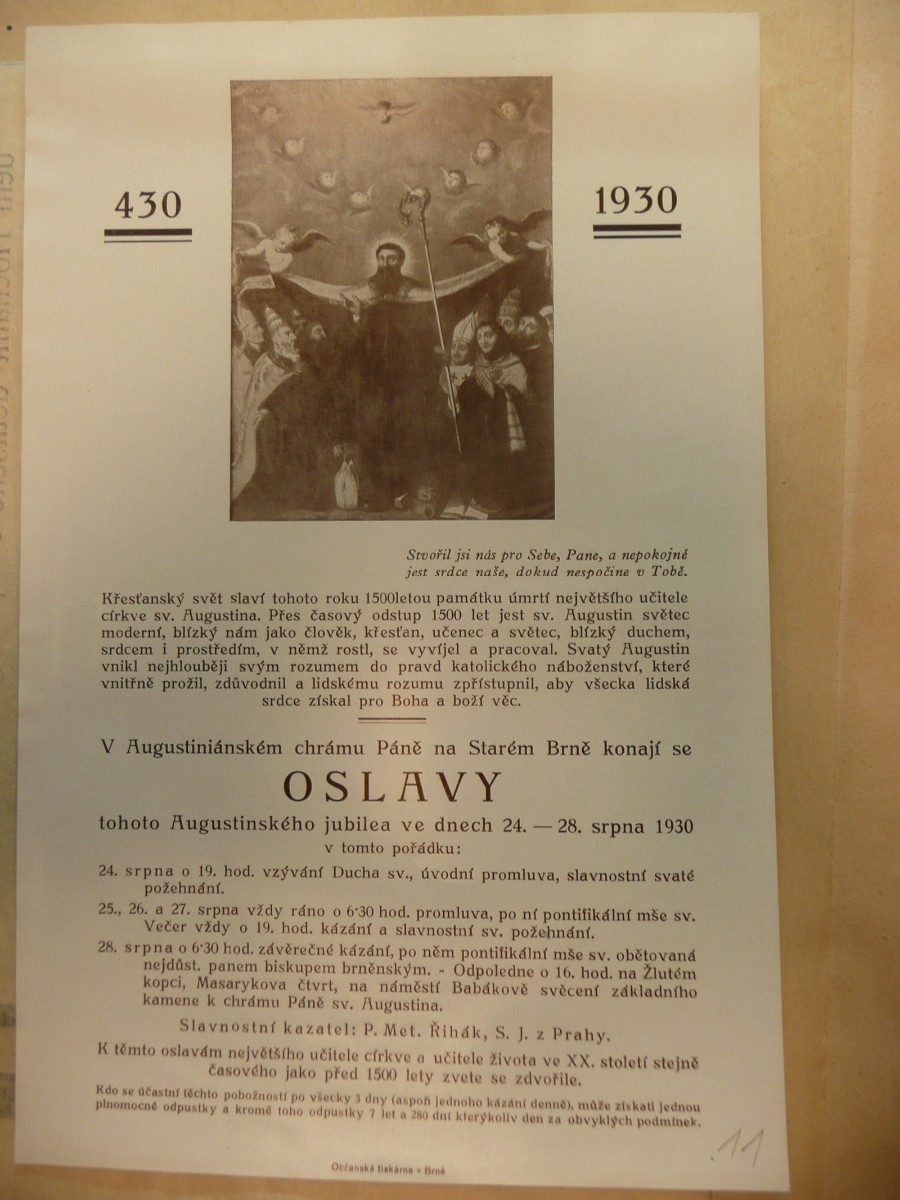 430
1930
Stvořil jsi nás pro Sebe, Pane, a nepokojné
jest srdce naše, dokud nespočine v Tobě.
Křesťanský svět slaví tohoto roku 1500letou památku úmrtí největšího učitele
církve sv. Augustina. Přes časový odstup 1500 let jest sv. Augustin světec
moderní, blízký nám jako člověk, křesťan, učenec a světec, blízký duchem,
srdcem i prostředím, v němž rostl, se vyvíjel a pracoval. Svatý Augustin
vnikl nejhlouběji svým rozumem do pravd katolického náboženství, které
vnitřně prožil, zdůvodnil a lidskému rozumu zpřístupnil, aby všecka lidská
srdce získal pro Boha a boží věc.
V Augustiniánském chrámu Páně na Starém Brně konají se
OSLAVY
tohoto Augustinského jubilea ve dnech 24. — 28. srpna 1930
v tomto pořádku:
24. srpna o 19. hod. vzývání Ducha sv., úvodní promluva, slavnostní svaté
požehnání.
25., 26. a 27. srpna vždy ráno o 6·30 hod. promluva, po ní pontifikální mše sv.
Večer vždy o 19. hod. kázání a slavnostní sv. požehnání.
28. srpna o 6·30 hod. závěrečné kázání, po něm pontifikální mše sv. obětovaná
nejdůst. panem biskupem brněnským. - Odpoledne o 16. hod. na Žlutém
kopci, Masarykova čtvrt, na náměstí Babákově svěcení základního
kamene k chrámu Páně sv. Augustina.
Slavnostní kazatel: P. Met. Řihák, S. J. z Prahy.
K těmto oslavám největšího učitele církve a učitele života ve XX. století stejně
časového jako před 1500 lety zvete se zdvořile.
Kdo se účastní těchto pobožností po všecky 3 dny (aspoň jednoho kázání denně), může získati jednou
plnomocné odpustky a kromě toho odpustky 7 let a 280 dní kterýkoliv den za obvyklých podmínek.
11
Občanská tiskárna v Brně